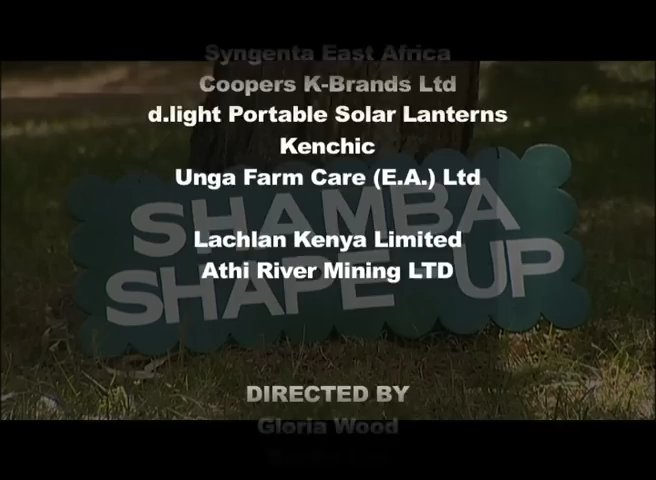 Syngenta East Africa
Coopers K-Brands Ltd
d.light Portable Solar Lanterns
Kenchic
Unga Farm Care (E.A.) Ltd
Lachlan Kenya Limited
Athi River Mining LTD
SHAMBA
SHAPE UP
DIRECTED BY
Gloria Wood